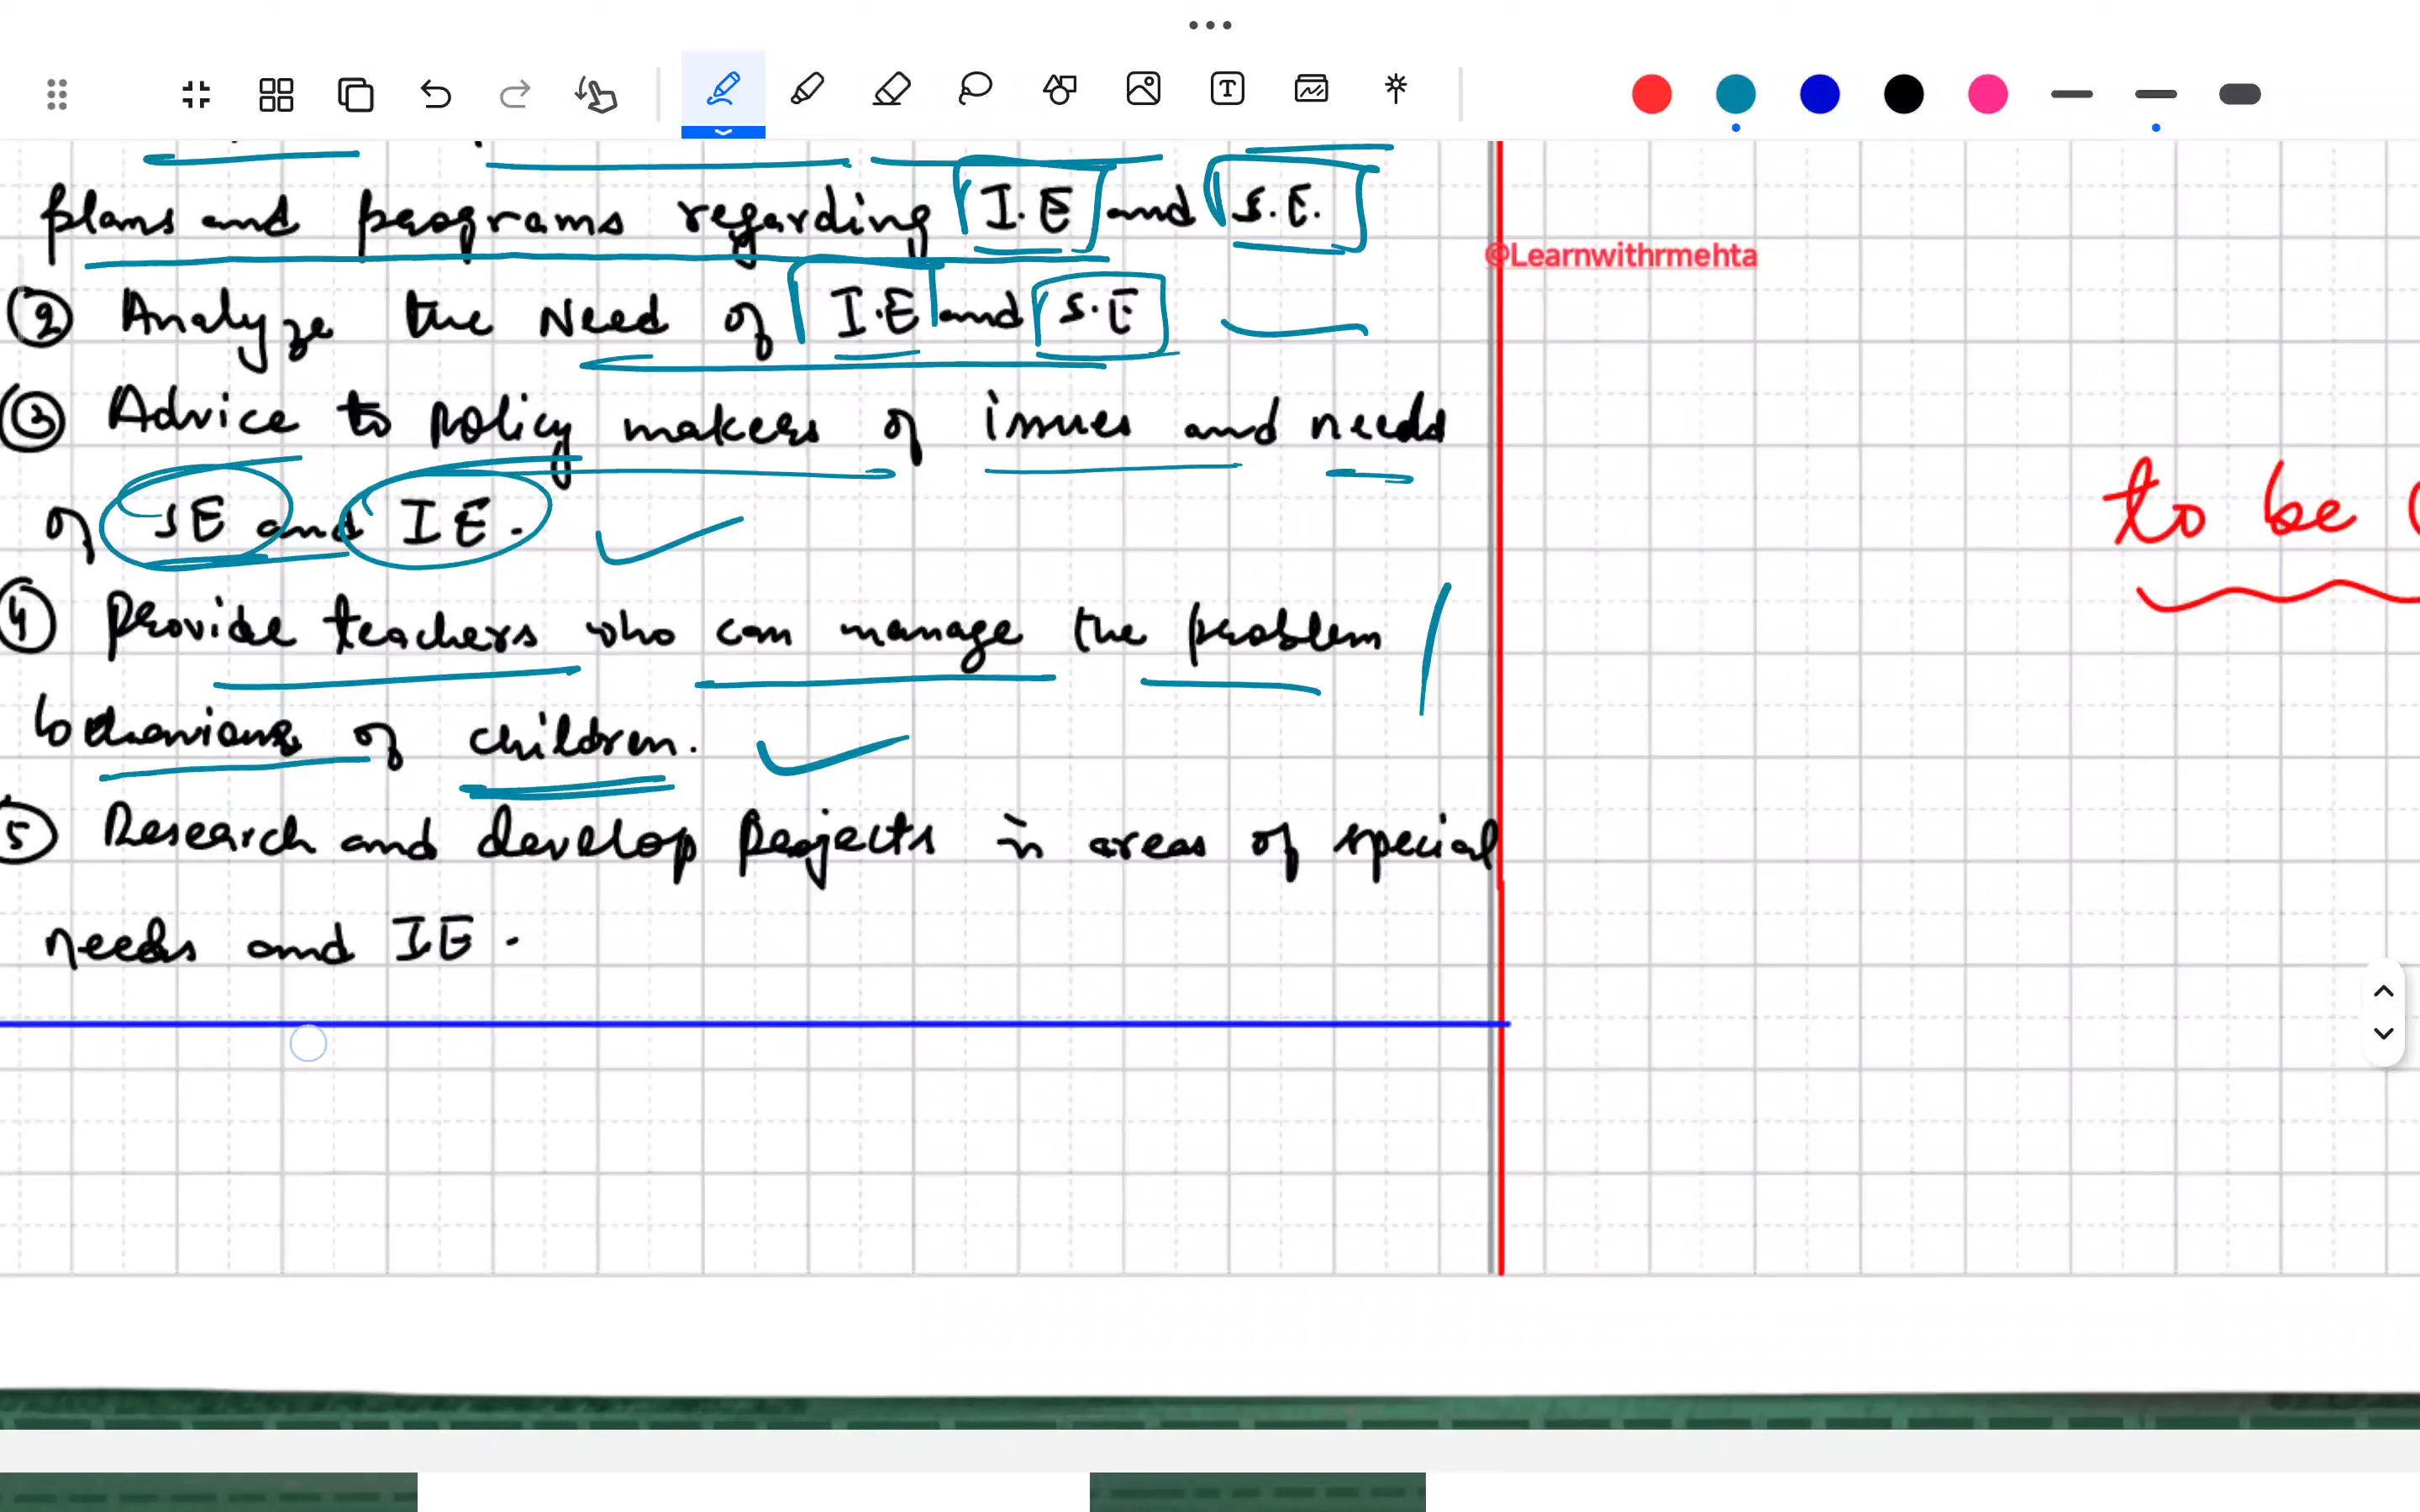 plans and programs regarding I.E and S.E.
@Learnwithrmehta
② Analyze the Need of I.E and S.E
③ Advice to policy makers of issues and needs
of SE and IE.
to be
④ Provide teachers who can manage the problem
behaviours of children.
⑤ Research and develop Projects in areas of special
needs and IE.